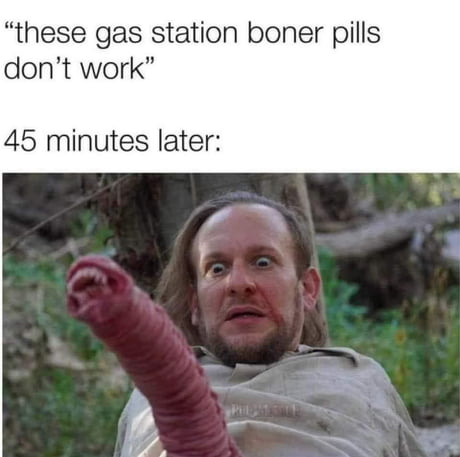 “these gas station boner pills
don’t work”
45 minutes later: